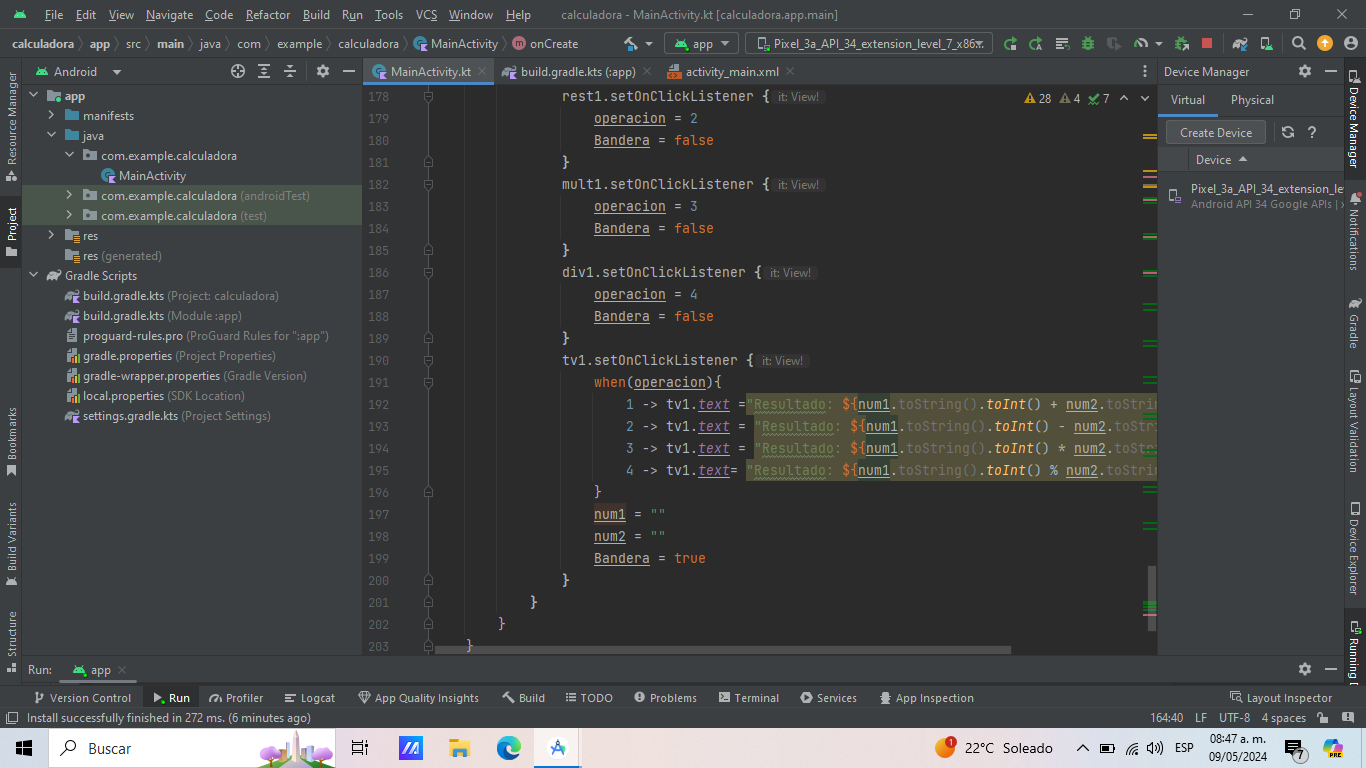 File Edit View Navigate Code Refactor Build Run Tools VCS Window Help calculadora - MainActivity.kt [calculadora.app.main]
calculadora app src main java com example calculadora MainActivity onCreate app Pixel_3a_API_34_extension_level_7_x86
Android MainActivity.kt build.gradle.kts (:app) activity_main.xml Device Manager
Resource Manager
Project
Bookmarks
Build Variants
Structure
app
manifests
java
com.example.calculadora
MainActivity
com.example.calculadora (androidTest)
com.example.calculadora (test)
res
res (generated)
Gradle Scripts
build.gradle.kts (Project: calculadora)
build.gradle.kts (Module :app)
proguard-rules.pro (ProGuard Rules for ":app")
gradle.properties (Project Properties)
gradle-wrapper.properties (Gradle Version)
local.properties (SDK Location)
settings.gradle.kts (Project Settings)
28 4 7
178 rest1.setOnClickListener { it: View!
179 operacion = 2
180 Bandera = false
181 }
182 mult1.setOnClickListener { it: View!
183 operacion = 3
184 Bandera = false
185 }
186 div1.setOnClickListener { it: View!
187 operacion = 4
188 Bandera = false
189 }
190 tv1.setOnClickListener { it: View!
191 when(operacion){
192 1 -> tv1.text ="Resultado: ${num1.toString().toInt() + num2.toStrin
193 2 -> tv1.text = "Resultado: ${num1.toString().toInt() - num2.toStr
194 3 -> tv1.text = "Resultado: ${num1.toString().toInt() * num2.toStr
195 4 -> tv1.text= "Resultado: ${num1.toString().toInt() % num2.toStrin
196 }
197 num1 = ""
198 num2 = ""
199 Bandera = true
200 }
201 }
202 }
203 }
Virtual Physical
Create Device ?
Device
Pixel_3a_API_34_extension_le
Android API 34 Google APIs | x
Device Manager
Notifications
Gradle
Layout Validation
Device Explorer
Running
Run: app
Version Control Run Profiler Logcat App Quality Insights Build TODO Problems Terminal Services App Inspection Layout Inspector
Install successfully finished in 272 ms. (6 minutes ago) 164:40 LF UTF-8 4 spaces
Buscar 1 22°C Soleado ESP 08:47 a. m.
09/05/2024 7 PRE